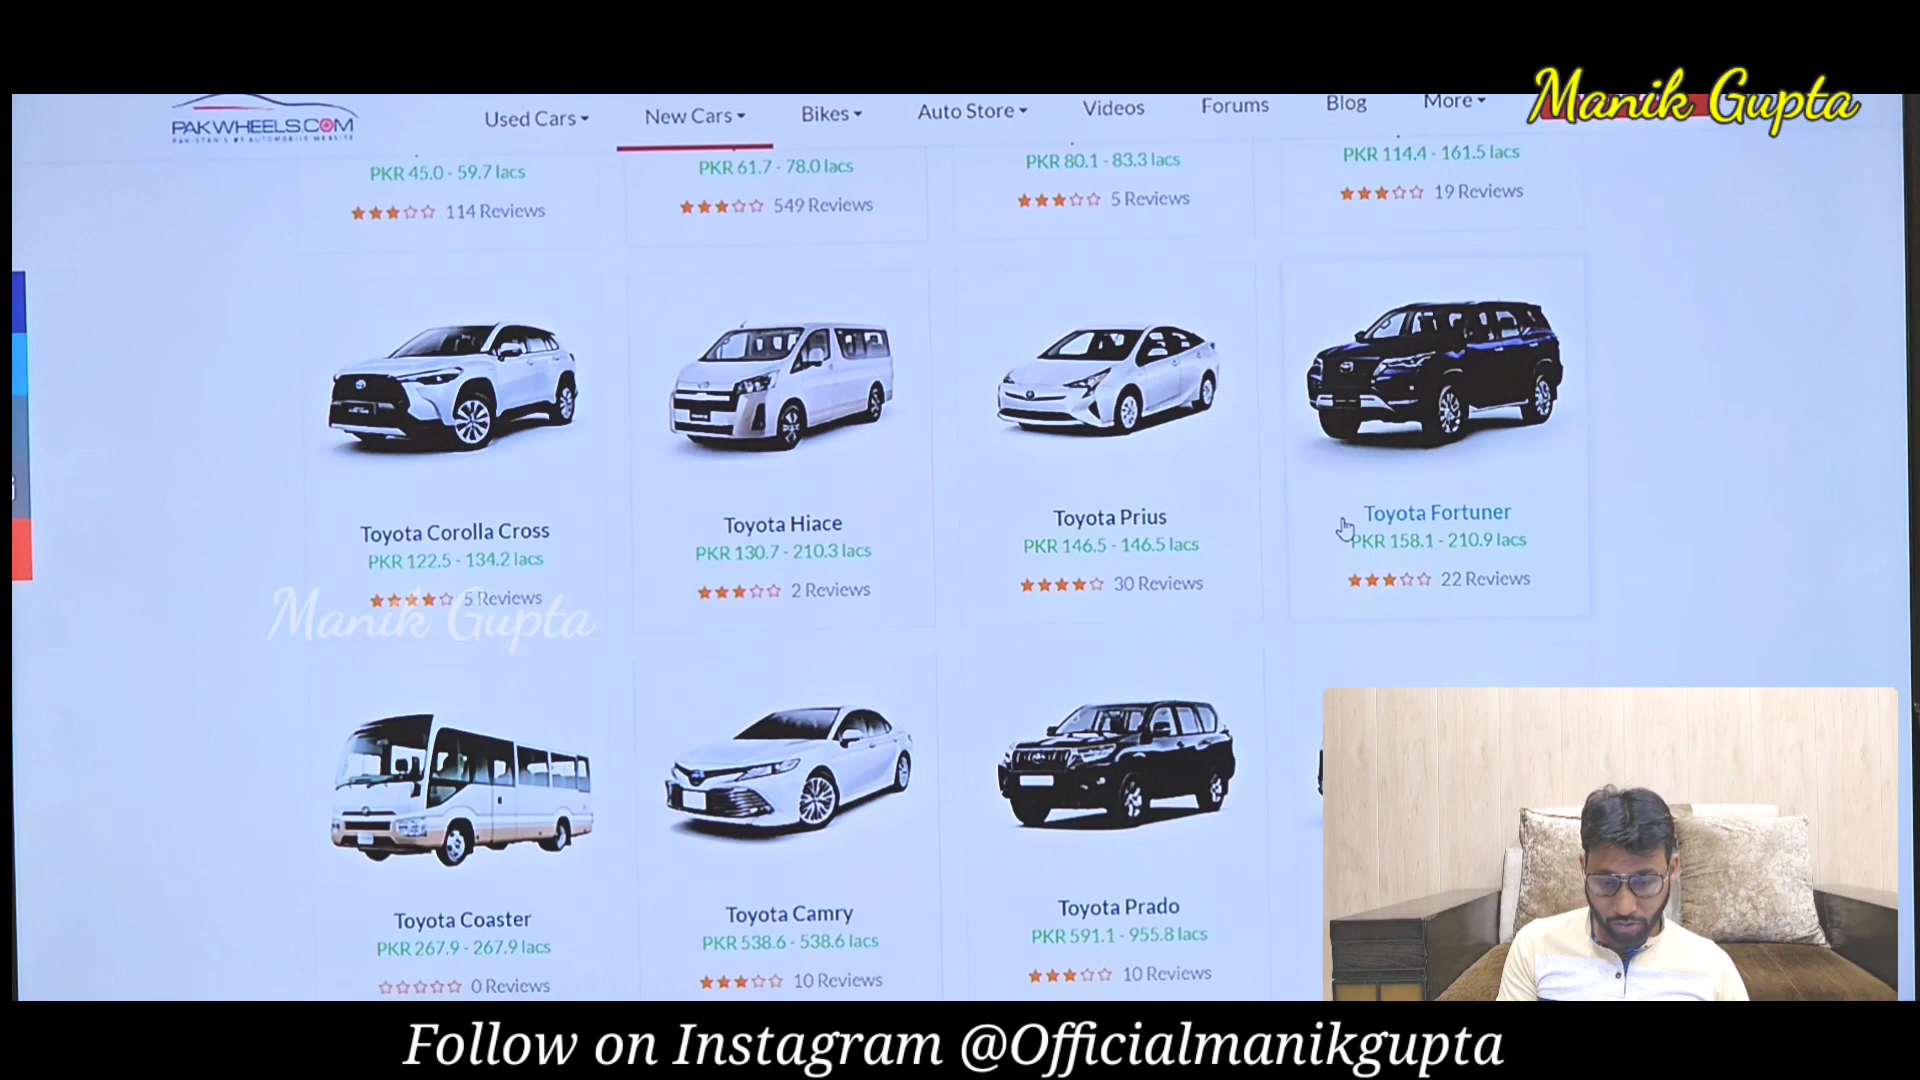 Manik Gupta
PAKWHEELS.COM
PAKISTAN'S #1 AUTOMOBILE WEBSITE
Used Cars
New Cars
Bikes
Auto Store
Videos
Forums
Blog
More
PKR 45.0 - 59.7 lacs
PKR 61.7 - 78.0 lacs
PKR 80.1 - 83.3 lacs
PKR 114.4 - 161.5 lacs
114 Reviews
549 Reviews
5 Reviews
19 Reviews
Toyota Corolla Cross
Toyota Hiace
Toyota Prius
Toyota Fortuner
PKR 122.5 - 134.2 lacs
PKR 130.7 - 210.3 lacs
PKR 146.5 - 146.5 lacs
PKR 158.1 - 210.9 lacs
5 Reviews
2 Reviews
30 Reviews
22 Reviews
Manik Gupta
Toyota Coaster
Toyota Camry
Toyota Prado
PKR 267.9 - 267.9 lacs
PKR 538.6 - 538.6 lacs
PKR 591.1 - 955.8 lacs
0 Reviews
10 Reviews
10 Reviews
Follow on Instagram @Officialmanikgupta